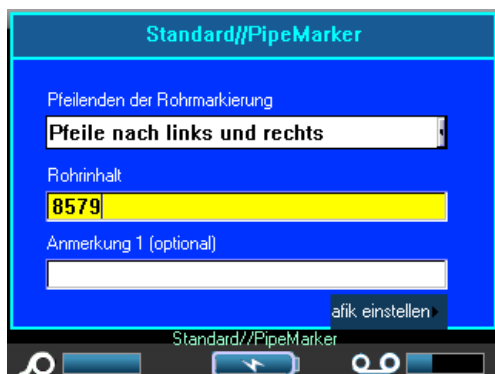 Standard//PipeMarker
Pfeilenden der Rohrmarkierung
Pfeile nach links und rechts
Rohrinhalt
8579
Anmerkung 1 (optional)
afik einstellen
Standard//PipeMarker